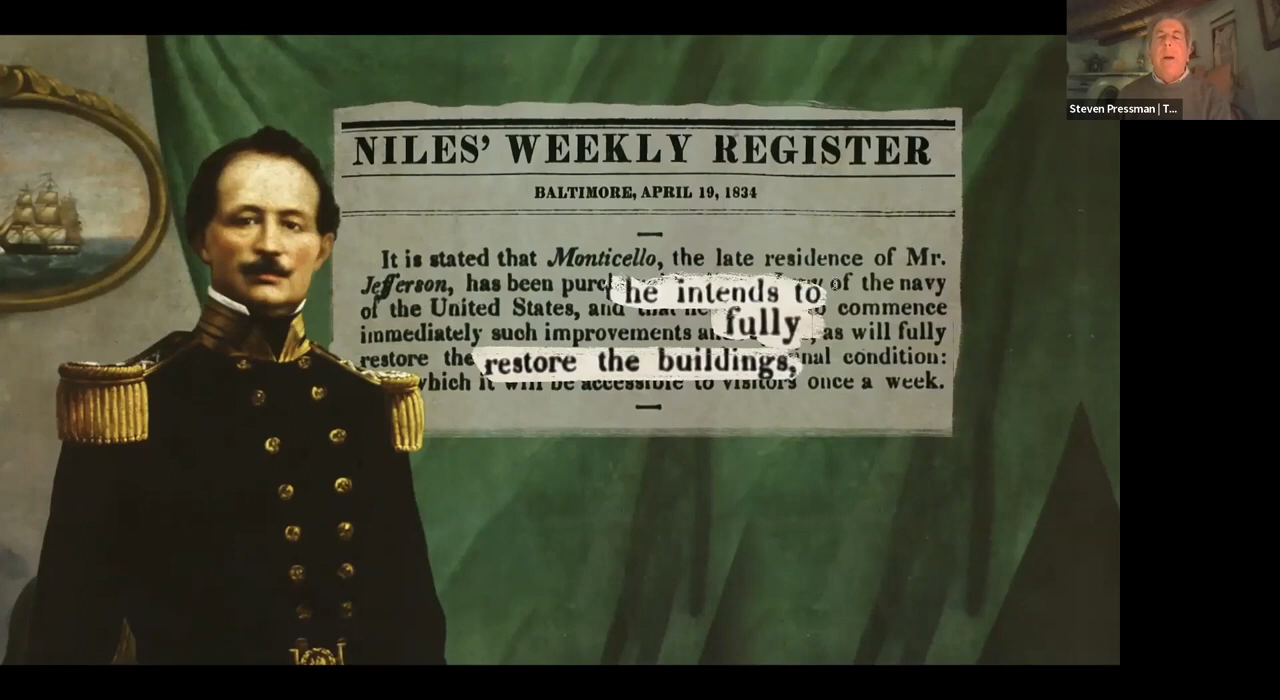 NILES' WEEKLY REGISTER
BALTIMORE, APRIL 19, 1834
It is stated that Monticello, the late residence of Mr.
Jefferson, has been of the navy
he intends to
of the United States, and commence
immediately such improvements as will fully
fully
restore the condition:
restore the buildings,
which it will be accessible to visitors once a week.
Steven Pressman | T...